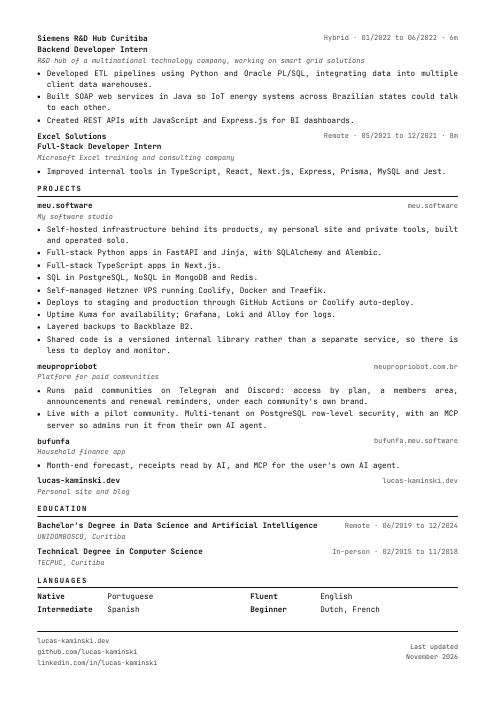 Siemens R&D Hub Curitiba Hybrid · 01/2022 to 06/2022 · 6m
Backend Developer Intern
R&D hub of a multinational technology company, working on smart grid solutions
• Developed ETL pipelines using Python and Oracle PL/SQL, integrating data into multiple
client data warehouses.
• Built SOAP web services in Java so IoT energy systems across Brazilian states could talk
to each other.
• Created REST APIs with JavaScript and Express.js for BI dashboards.
Excel Solutions Remote · 05/2021 to 12/2021 · 8m
Full-Stack Developer Intern
Microsoft Excel training and consulting company
• Improved internal tools in TypeScript, React, Next.js, Express, Prisma, MySQL and Jest.
PROJECTS
meu.software meu.software
My software studio
• Self-hosted infrastructure behind its products, my personal site and private tools, built
and operated solo.
• Full-stack Python apps in FastAPI and Jinja, with SQLAlchemy and Alembic.
• Full-stack TypeScript apps in Next.js.
• SQL in PostgreSQL, NoSQL in MongoDB and Redis.
• Self-managed Hetzner VPS running Coolify, Docker and Traefik.
• Deploys to staging and production through GitHub Actions or Coolify auto-deploy.
• Uptime Kuma for availability; Grafana, Loki and Alloy for logs.
• Layered backups to Backblaze B2.
• Shared code is a versioned internal library rather than a separate service, so there is
less to deploy and monitor.
meupropriobot meupropriobot.com.br
Platform for paid communities
• Runs paid communities on Telegram and Discord: access by plan, a members area,
announcements and renewal reminders, under each community's own brand.
• Live with a pilot community. Multi-tenant on PostgreSQL row-level security, with an MCP
server so admins run it from their own AI agent.
bufunfa bufunfa.meu.software
Household finance app
• Month-end forecast, receipts read by AI, and MCP for the user's own AI agent.
lucas-kaminski.dev lucas-kaminski.dev
Personal site and blog
EDUCATION
Bachelor's Degree in Data Science and Artificial Intelligence Remote · 06/2019 to 12/2024
UNIDOMBOSCO, Curitiba
Technical Degree in Computer Science In-person · 02/2015 to 11/2018
TECPUC, Curitiba
LANGUAGES
Native Portuguese Fluent English
Intermediate Spanish Beginner Dutch, French
lucas-kaminski.dev
github.com/lucas-kaminski
linkedin.com/in/lucas-kaminski
Last updated
November 2026